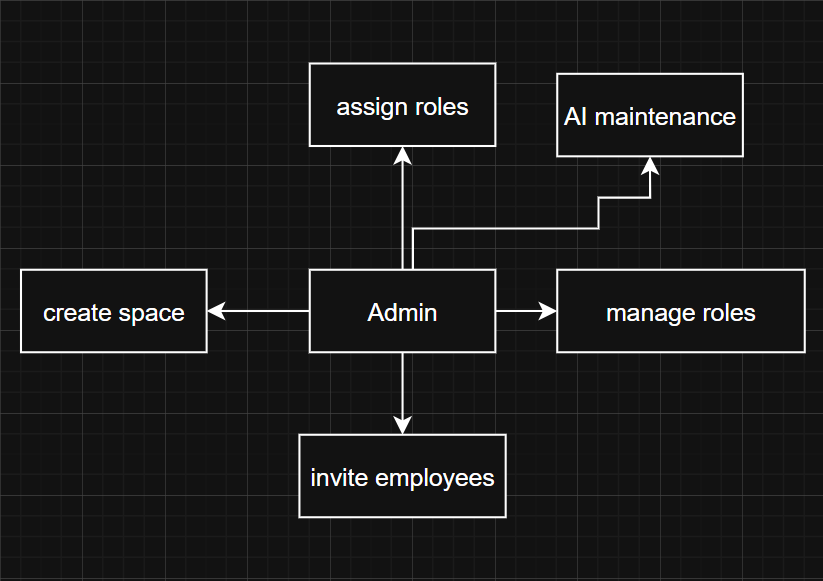 assign roles
AI maintenance
create space
Admin
manage roles
invite employees